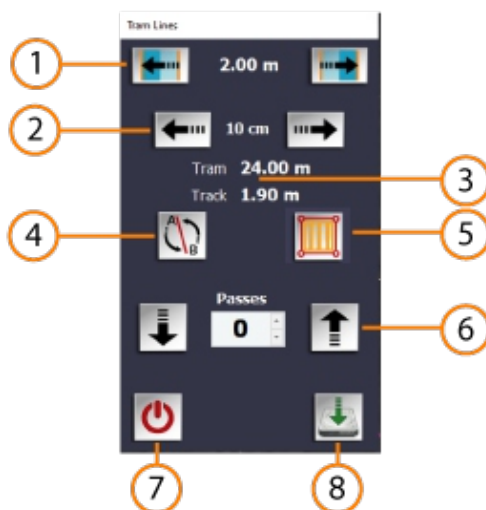 Tram Lines
1
2.00 m
2
10 cm
Tram 24.00 m
3
Track 1.90 m
4
A
B
5
Passes
0
6
7
8